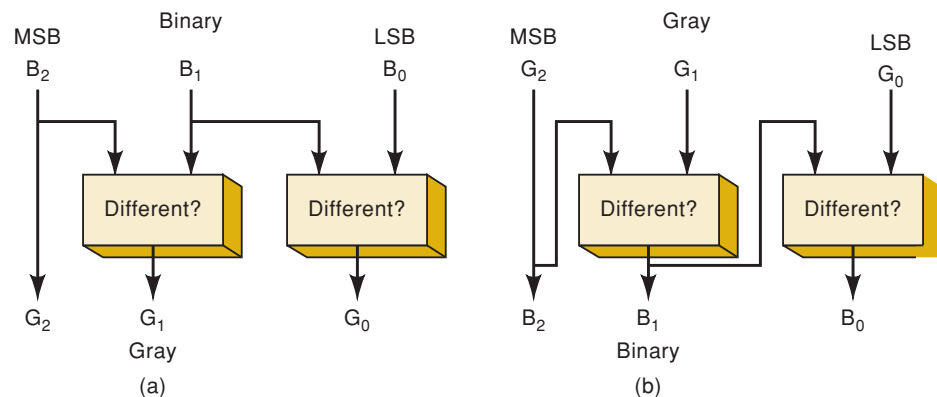 Binary
MSB LSB
B₂ B₁ B₀
Different? Different?
G₂ G₁ G₀
Gray
(a)
Gray
MSB LSB
G₂ G₁ G₀
Different? Different?
B₂ B₁ B₀
Binary
(b)